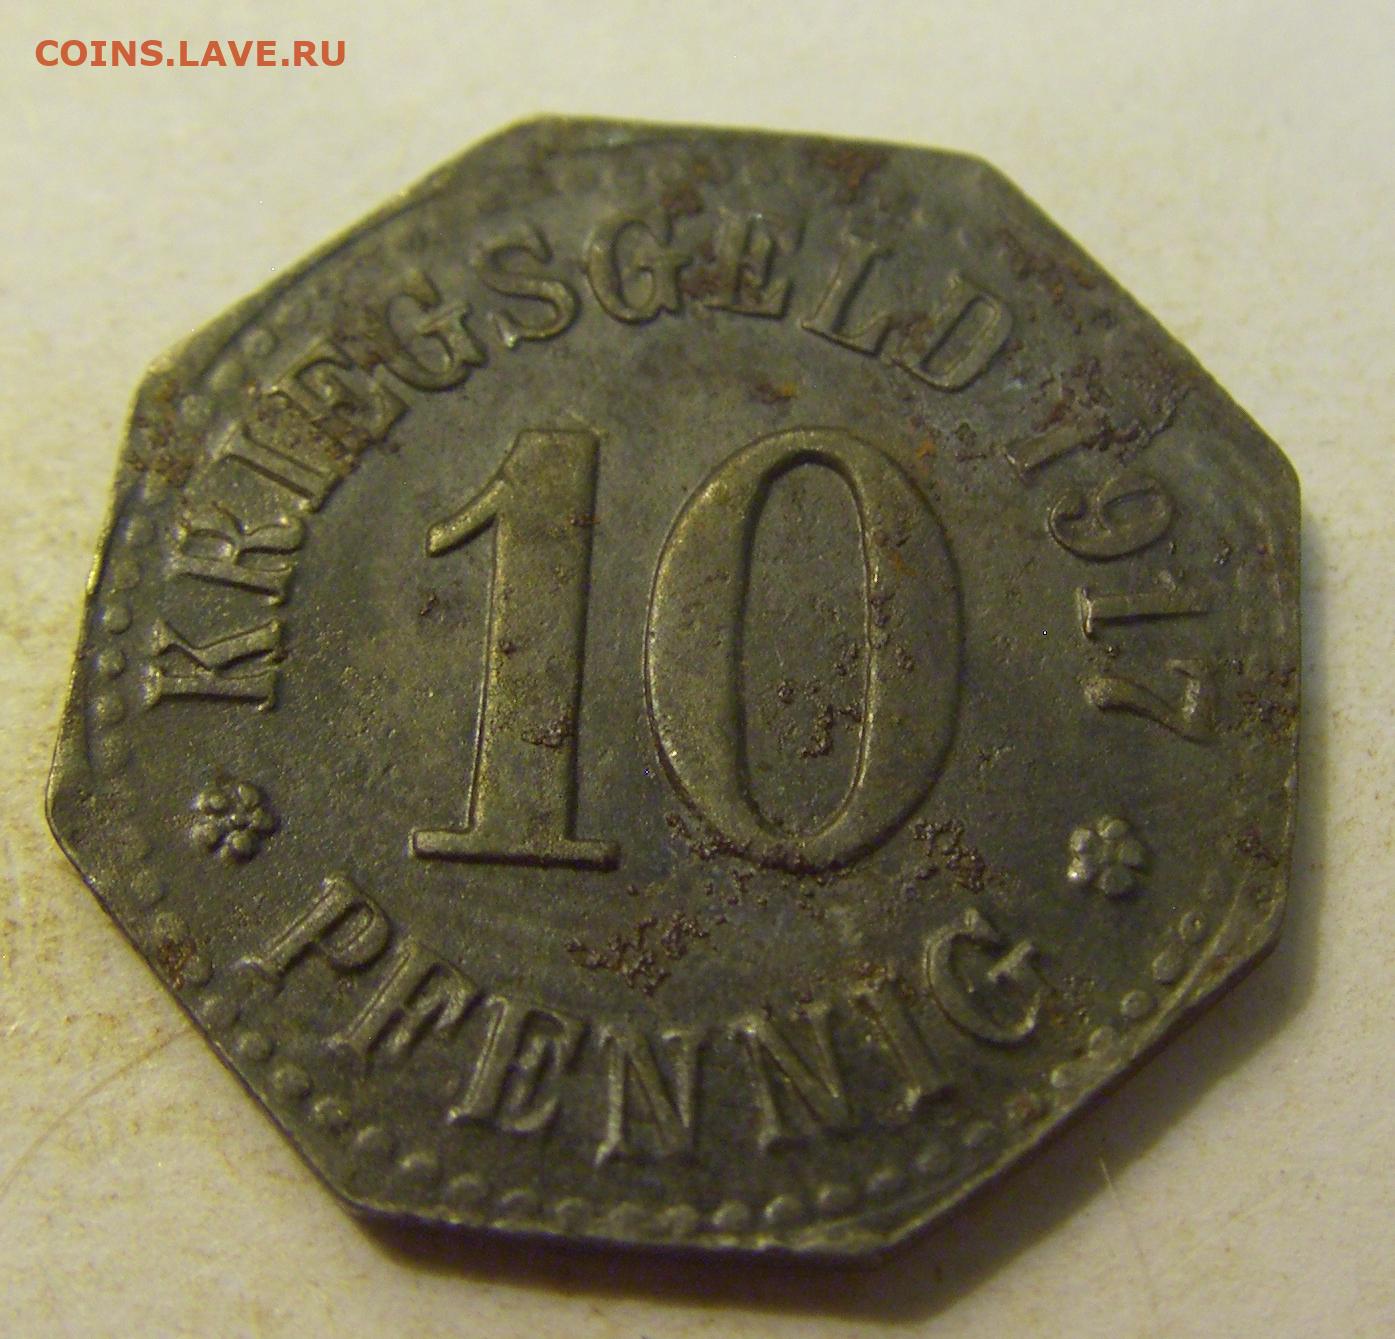 COINS.LAVE.RU
KRIEGSGELD 1917
10
PFENNIG